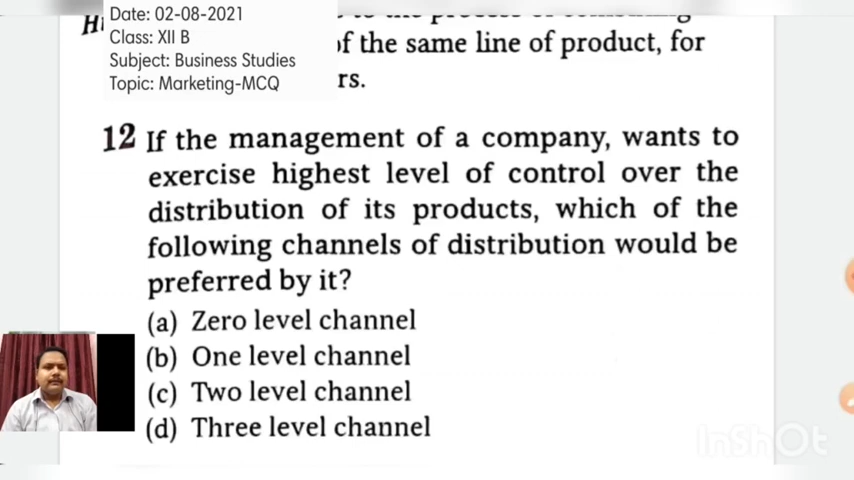 Date: 02-08-2021
Class: XII B
Subject: Business Studies
Topic: Marketing-MCQ
of the same line of product, for
rs.
12 If the management of a company, wants to
exercise highest level of control over the
distribution of its products, which of the
following channels of distribution would be
preferred by it?
(a) Zero level channel
(b) One level channel
(c) Two level channel
(d) Three level channel
InShOt